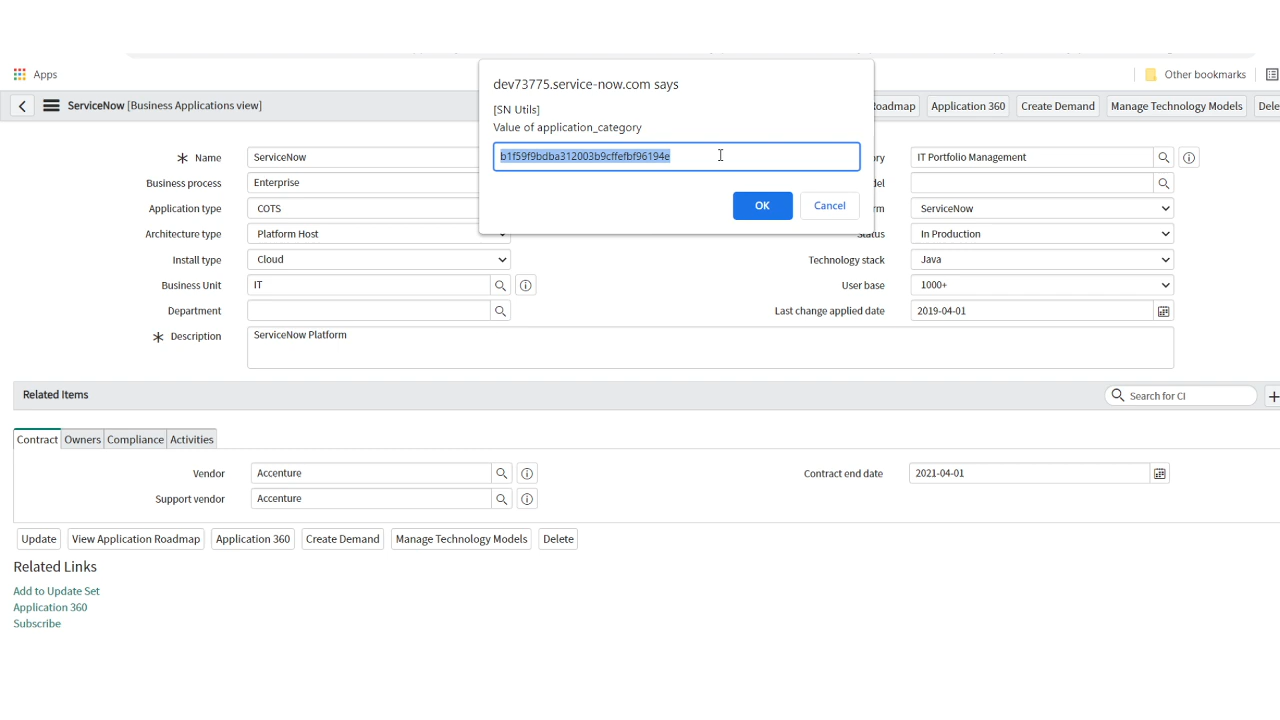 Apps
Other bookmarks
ServiceNow [Business Applications view]
Application 360
Create Demand
Manage Technology Models
dev73775.service-now.com says
[SN Utils]
Value of application_category
b1f59f9bdba312003b9cffefbf96194e
OK
Cancel
Name
ServiceNow
IT Portfolio Management
Business process
Enterprise
Application type
COTS
ServiceNow
Architecture type
Platform Host
Status
In Production
Install type
Cloud
Technology stack
Java
Business Unit
IT
User base
1000+
Department
Last change applied date
2019-04-01
Description
ServiceNow Platform
Related Items
Search for CI
Contract
Owners
Compliance
Activities
Vendor
Accenture
Contract end date
2021-04-01
Support vendor
Accenture
Update
View Application Roadmap
Application 360
Create Demand
Manage Technology Models
Delete
Related Links
Add to Update Set
Application 360
Subscribe